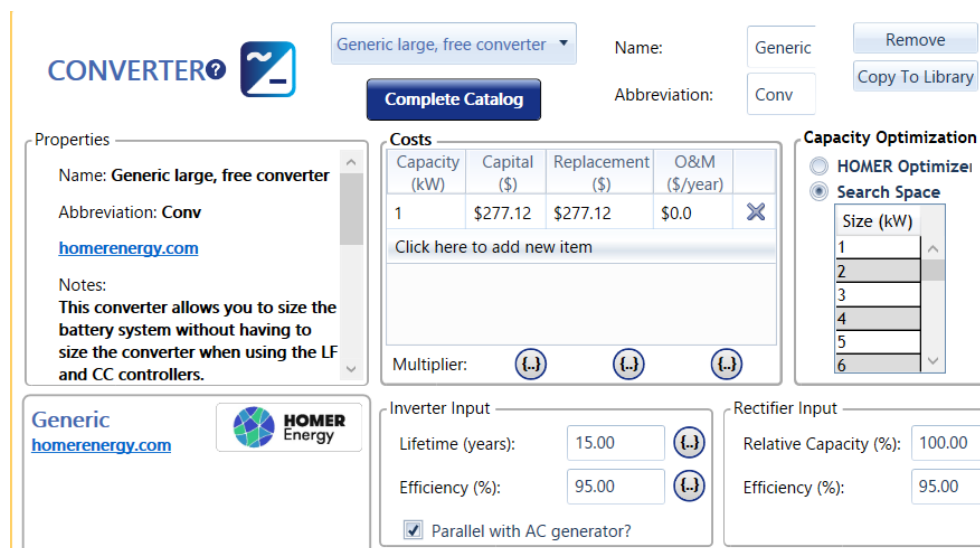 CONVERTER
Generic large, free converter
Complete Catalog
Name:
Generic
Abbreviation:
Conv
Remove
Copy To Library
Properties
Name: Generic large, free converter
Abbreviation: Conv
homerenergy.com
Notes:
This converter allows you to size the
battery system without having to
size the converter when using the LF
and CC controllers.
Generic
homerenergy.com
HOMER
Energy
Costs
Capacity (kW) Capital ($) Replacement ($) O&M ($/year)
1 $277.12 $277.12 $0.0
Click here to add new item
Multiplier: {..} {..} {..}
Capacity Optimization
HOMER Optimizer
Search Space
Size (kW)
1
2
3
4
5
6
Inverter Input
Lifetime (years): 15.00 {..}
Efficiency (%): 95.00 {..}
Parallel with AC generator?
Rectifier Input
Relative Capacity (%): 100.00
Efficiency (%): 95.00